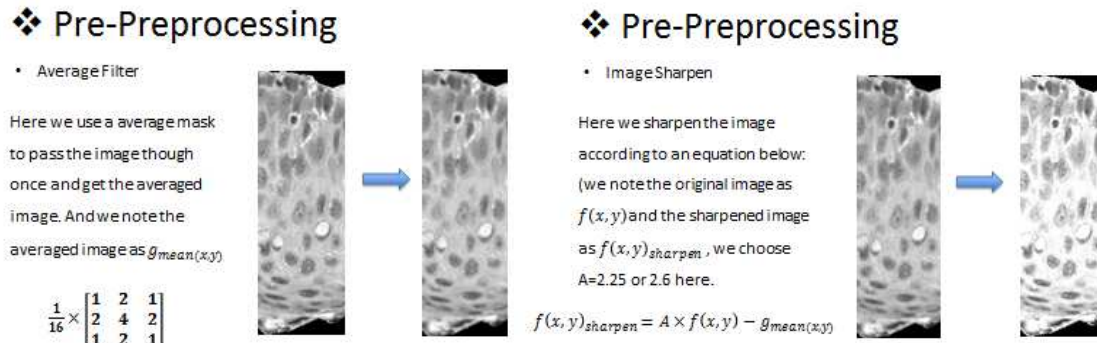 ❖ Pre-Preprocessing
• Average Filter
Here we use a average mask
to pass the image though
once and get the averaged
image. And we note the
averaged image as g_mean(x,y)
1/16 × [1 2 1
2 4 2
1 2 1]
❖ Pre-Preprocessing
• Image Sharpen
Here we sharpen the image
according to an equation below:
(we note the original image as
f(x, y) and the sharpened image
as f(x, y)_sharpen , we choose
A=2.25 or 2.6 here.
f(x, y)_sharpen = A × f(x, y) − g_mean(x,y)